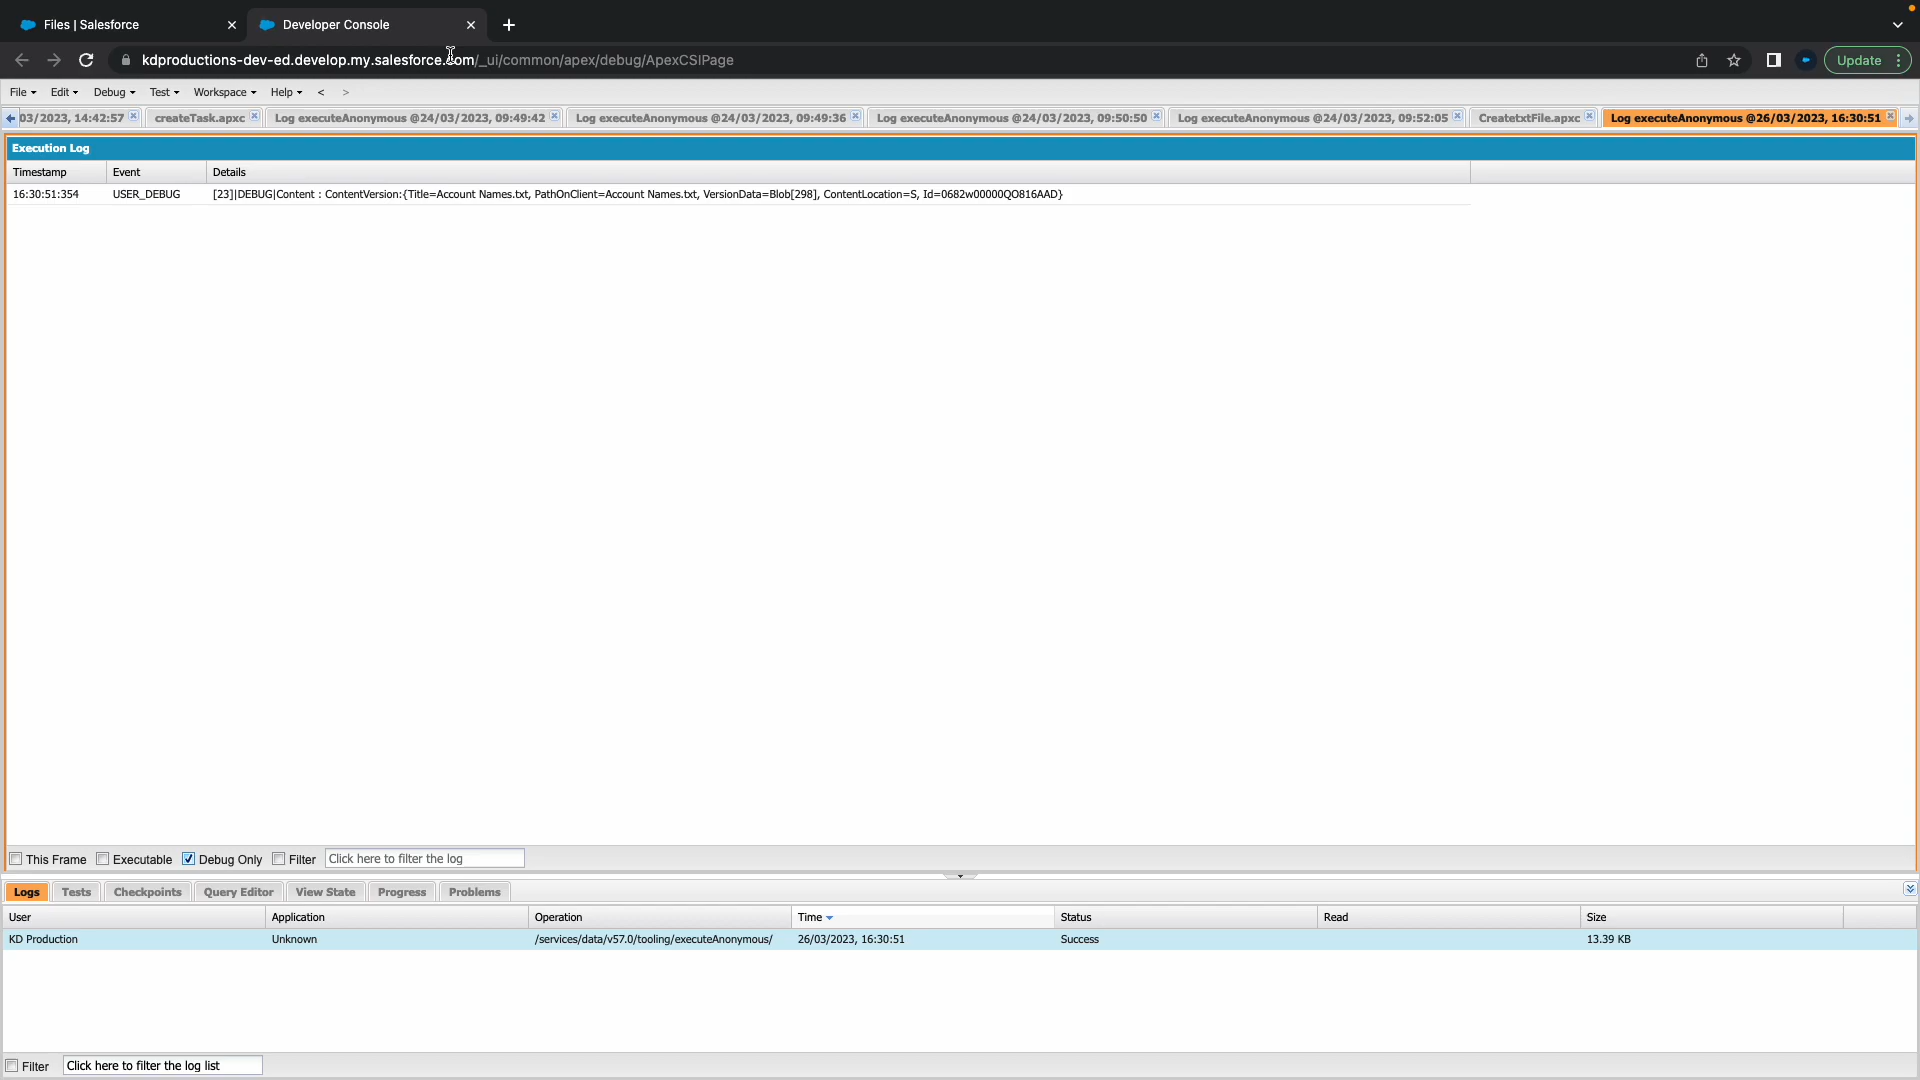 Files | Salesforce
Developer Console
kdproductions-dev-ed.develop.my.salesforce.com/_ui/common/apex/debug/ApexCSIPage
Update
File Edit Debug Test Workspace Help < >
03/2023, 14:42:57 createTask.apxc Log executeAnonymous @24/03/2023, 09:49:42 Log executeAnonymous @24/03/2023, 09:49:36 Log executeAnonymous @24/03/2023, 09:50:50 Log executeAnonymous @24/03/2023, 09:52:05 CreatetxtFile.apxc Log executeAnonymous @26/03/2023, 16:30:51
Execution Log
Timestamp Event Details
16:30:51:354 USER_DEBUG [23]|DEBUG|Content : ContentVersion:{Title=Account Names.txt, PathOnClient=Account Names.txt, VersionData=Blob[298], ContentLocation=S, Id=0682w00000QO816AAD}
This Frame Executable Debug Only Filter Click here to filter the log
Logs Tests Checkpoints Query Editor View State Progress Problems
User Application Operation Time Status Read Size
KD Production Unknown /services/data/v57.0/tooling/executeAnonymous/ 26/03/2023, 16:30:51 Success 13.39 KB
Filter Click here to filter the log list